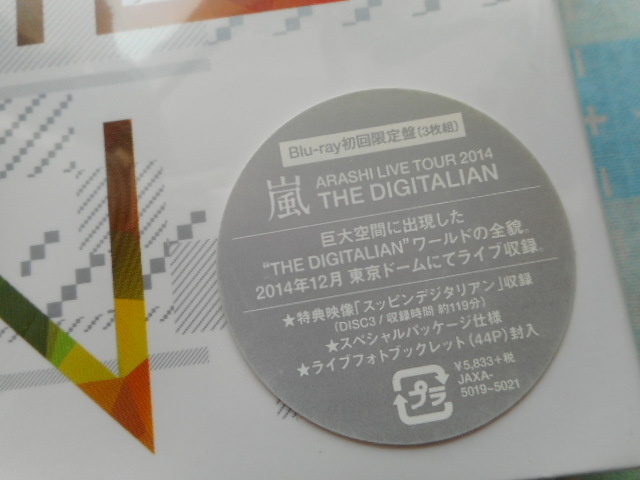 Blu-ray初回限定盤(3枚組)
嵐 ARASHI LIVE TOUR 2014
THE DIGITALIAN
巨大空間に出現した
"THE DIGITALIAN"ワールドの全貌。
2014年12月 東京ドームにてライブ収録。
★特典映像「スッピンデジタリアン」収録
(DISC3 / 収録時間 約119分)
★スペシャルパッケージ仕様
★ライブフォトブックレット(44P)封入
¥5,833+税
JAXA-
5019~5021
プラ